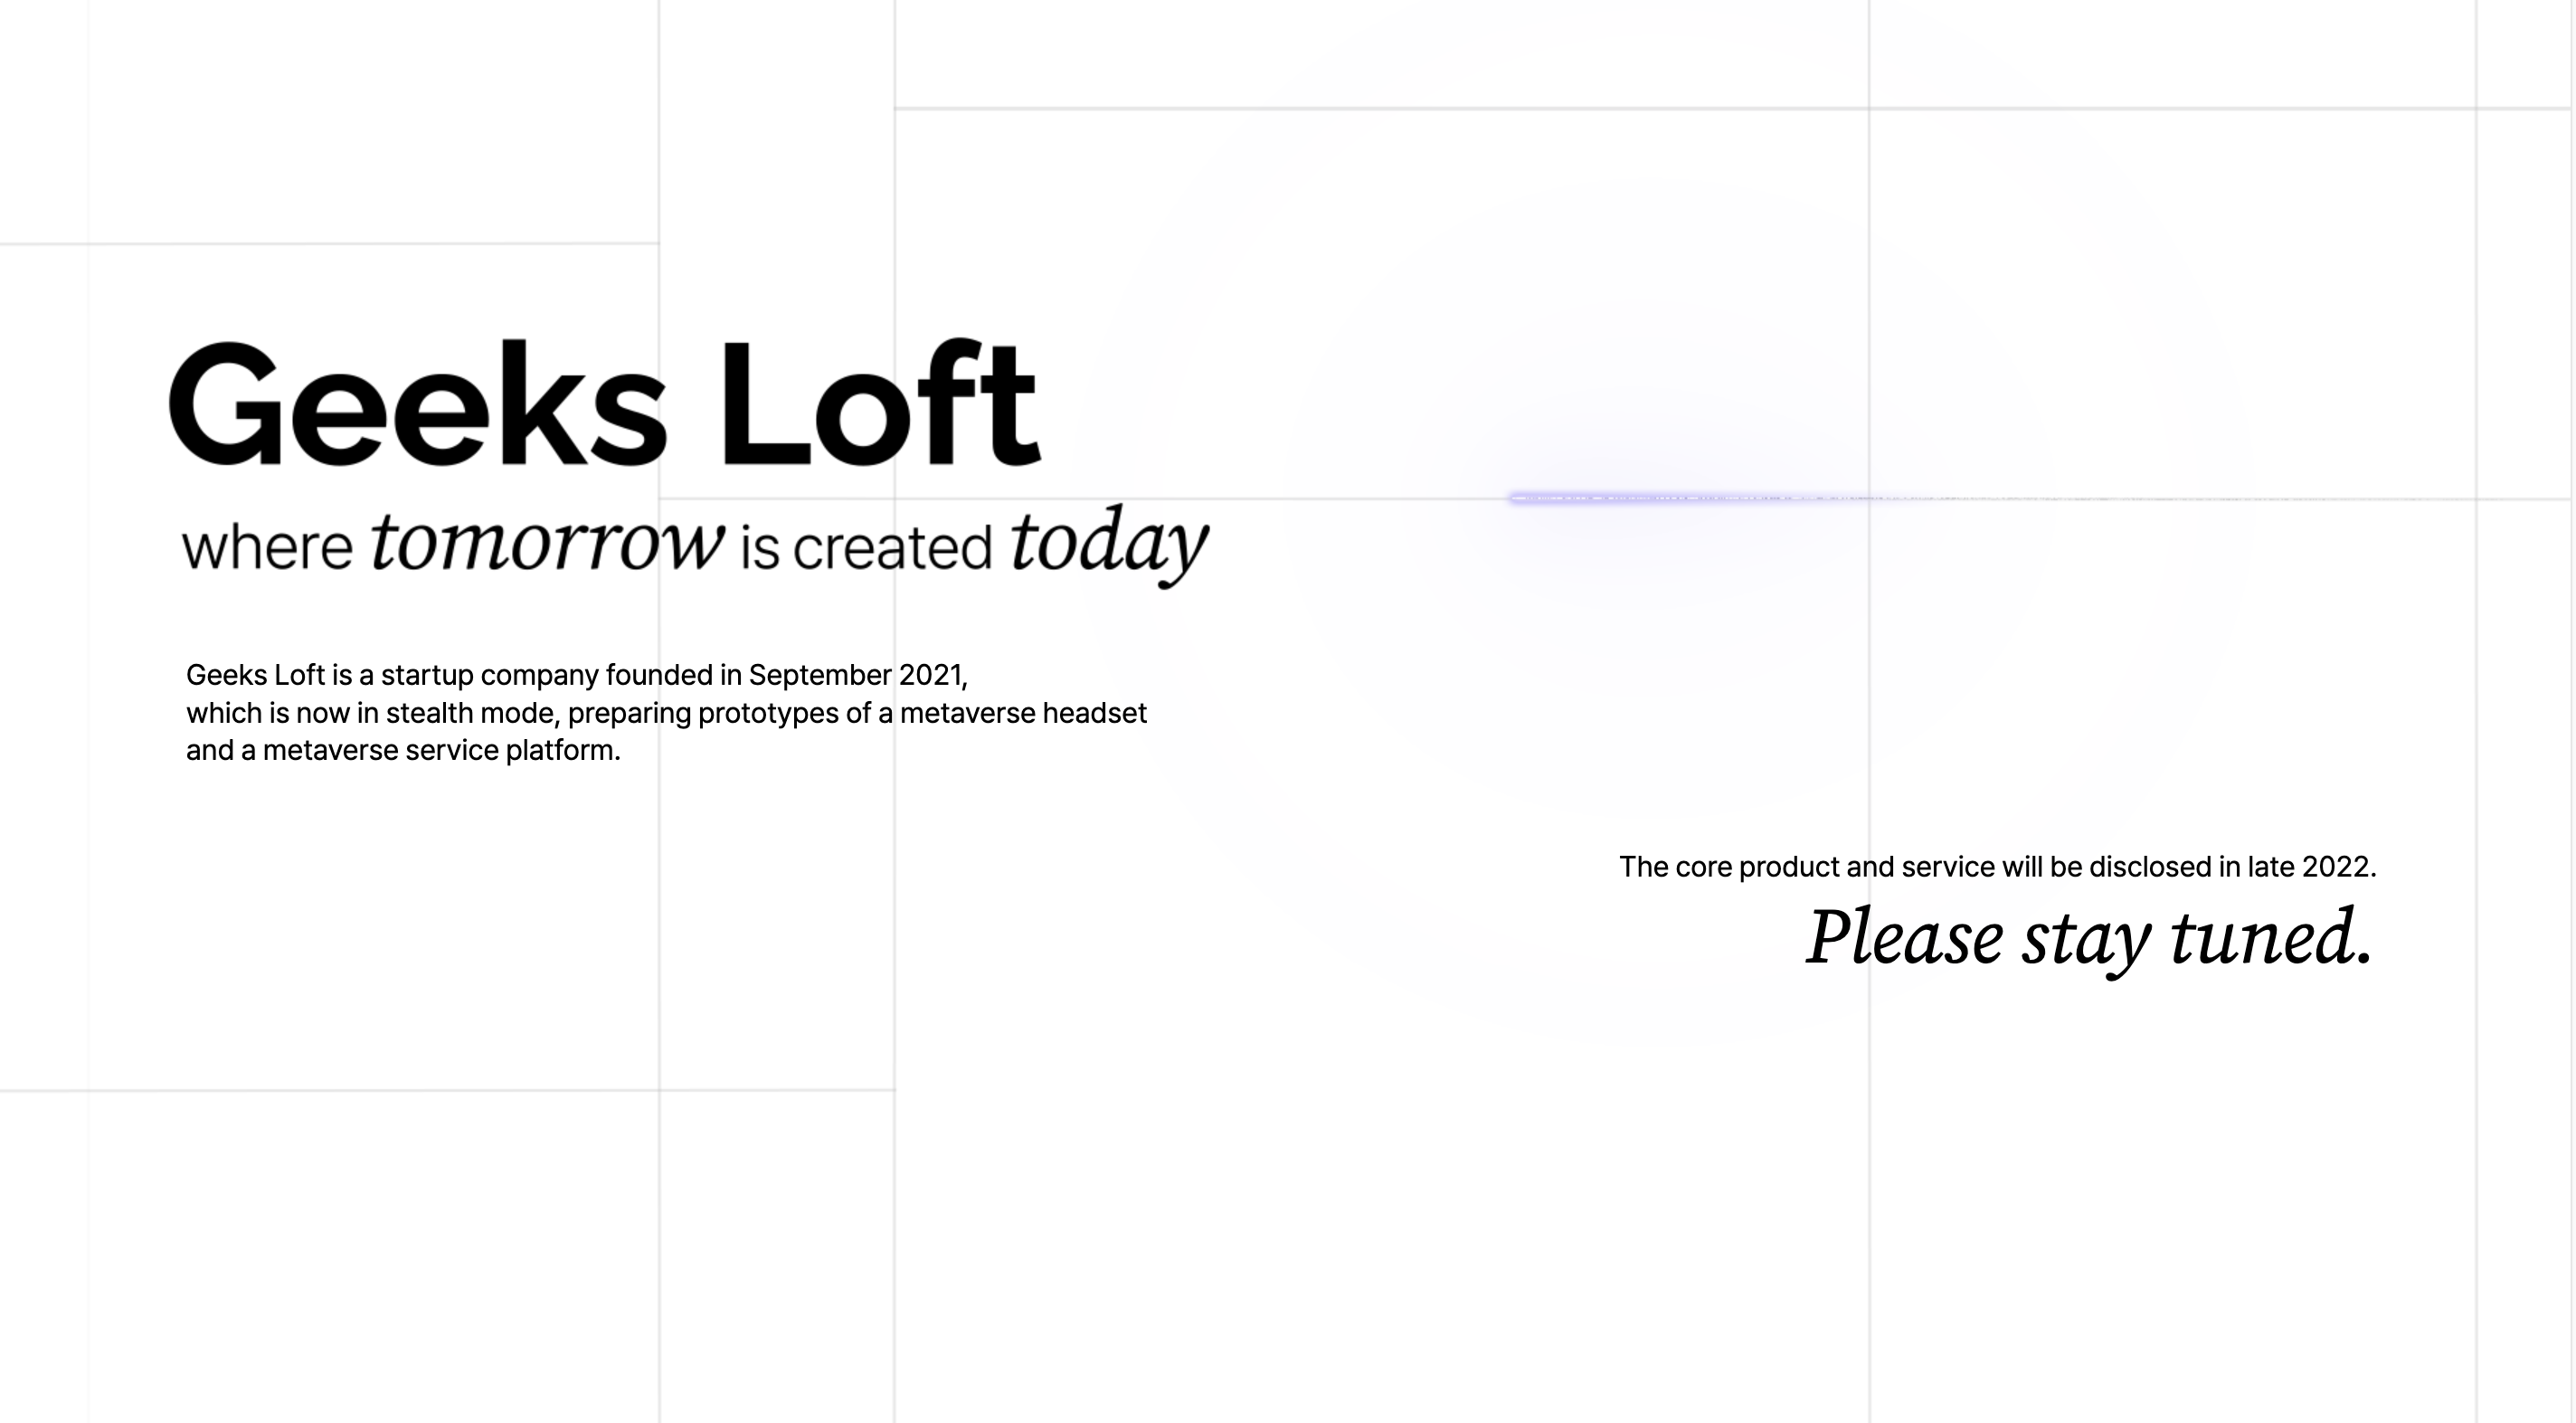 Geeks Loft
where tomorrow is created today
Geeks Loft is a startup company founded in September 2021,
which is now in stealth mode, preparing prototypes of a metaverse headset
and a metaverse service platform.
The core product and service will be disclosed in late 2022.
Please stay tuned.